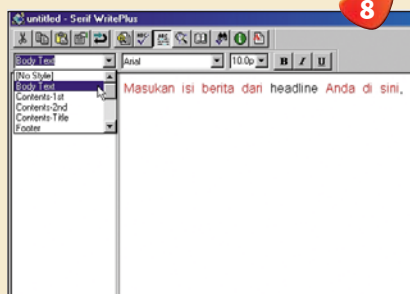 8
untitled - Serif WritePlus
Body Text Arial 10.0p B I U
[No Style]
Body Text
Contents-1st
Contents-2nd
Contents-Title
Footer
Masukan isi berita dari headline Anda di sini,